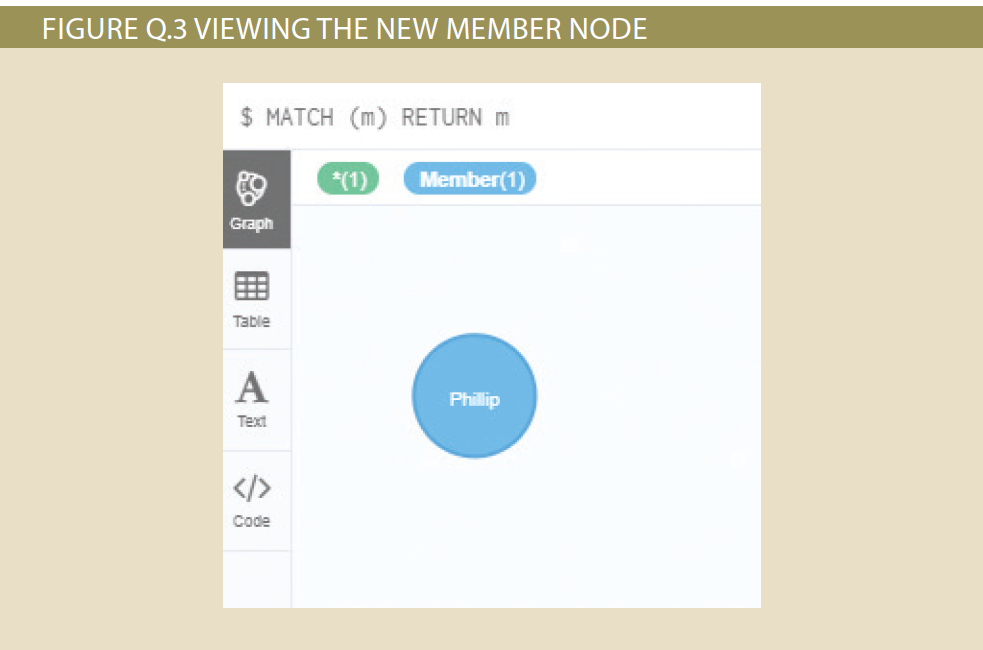 FIGURE Q.3 VIEWING THE NEW MEMBER NODE
$ MATCH (m) RETURN m
*(1) Member(1)
Graph
Table
Phillip
A
Text
</>
Code